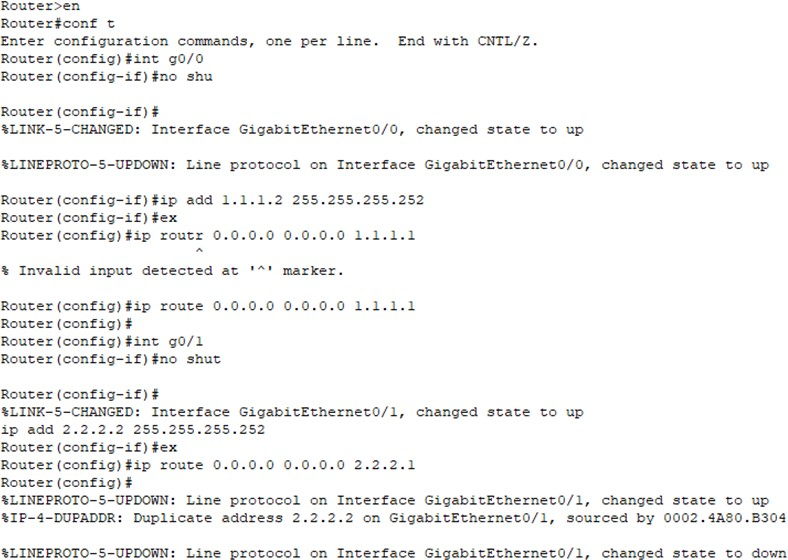 Router>en
Router#conf t
Enter configuration commands, one per line.  End with CNTL/Z.
Router(config)#int g0/0
Router(config-if)#no shu
Router(config-if)#
%LINK-5-CHANGED: Interface GigabitEthernet0/0, changed state to up
%LINEPROTO-5-UPDOWN: Line protocol on Interface GigabitEthernet0/0, changed state to up
Router(config-if)#ip add 1.1.1.2 255.255.255.252
Router(config-if)#ex
Router(config)#ip routr 0.0.0.0 0.0.0.0 1.1.1.1
^
% Invalid input detected at '^' marker.
Router(config)#ip route 0.0.0.0 0.0.0.0 1.1.1.1
Router(config)#
Router(config)#int g0/1
Router(config-if)#no shut
Router(config-if)#
%LINK-5-CHANGED: Interface GigabitEthernet0/1, changed state to up
ip add 2.2.2.2 255.255.255.252
Router(config-if)#ex
Router(config)#ip route 0.0.0.0 0.0.0.0 2.2.2.1
Router(config)#
%LINEPROTO-5-UPDOWN: Line protocol on Interface GigabitEthernet0/1, changed state to up
%IP-4-DUPADDR: Duplicate address 2.2.2.2 on GigabitEthernet0/1, sourced by 0002.4A80.B304
%LINEPROTO-5-UPDOWN: Line protocol on Interface GigabitEthernet0/1, changed state to down